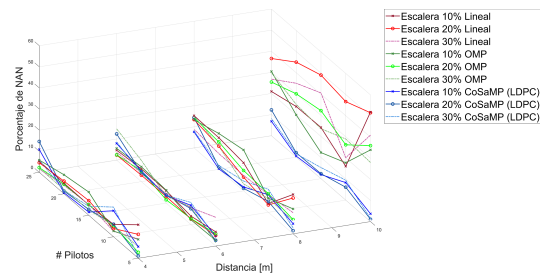 Escalera 10% Lineal
Escalera 20% Lineal
Escalera 30% Lineal
Escalera 10% OMP
Escalera 20% OMP
Escalera 30% OMP
Escalera 10% CoSaMP (LDPC)
Escalera 20% CoSaMP (LDPC)
Escalera 30% CoSaMP (LDPC)
Porcentaje de NAN
60
50
40
30
20
10
0
25
20
15
10
5
4
5
6
7
8
9
10
# Pilotos
Distancia [m]